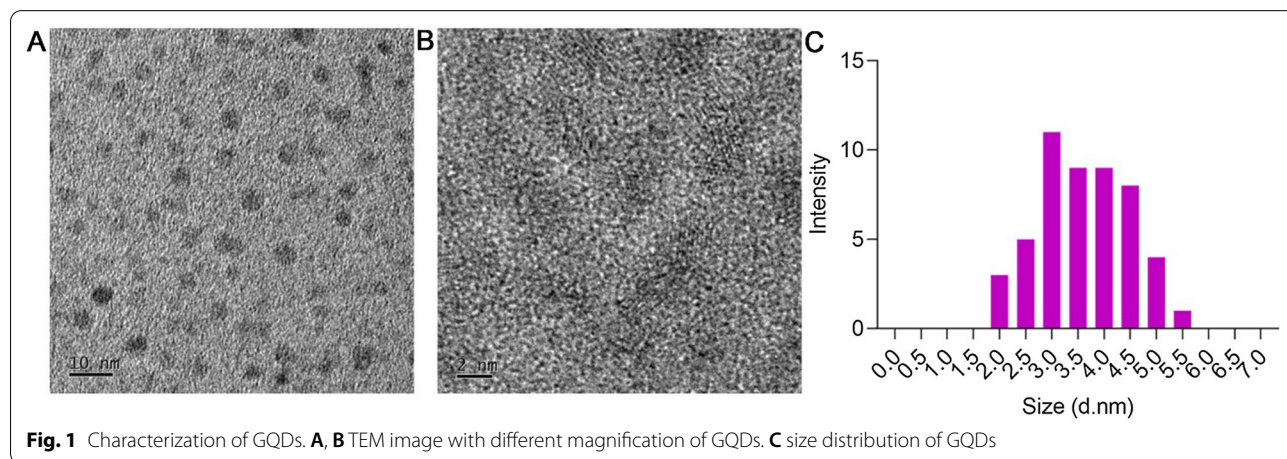 A
B
C
10 nm
2 nm
15
10
5
0
Intensity
0.0
0.5
1.0
1.5
2.0
2.5
3.0
3.5
4.0
4.5
5.0
5.5
6.0
6.5
7.0
Size (d.nm)
Fig. 1 Characterization of GQDs. A, B TEM image with different magnification of GQDs. C size distribution of GQDs